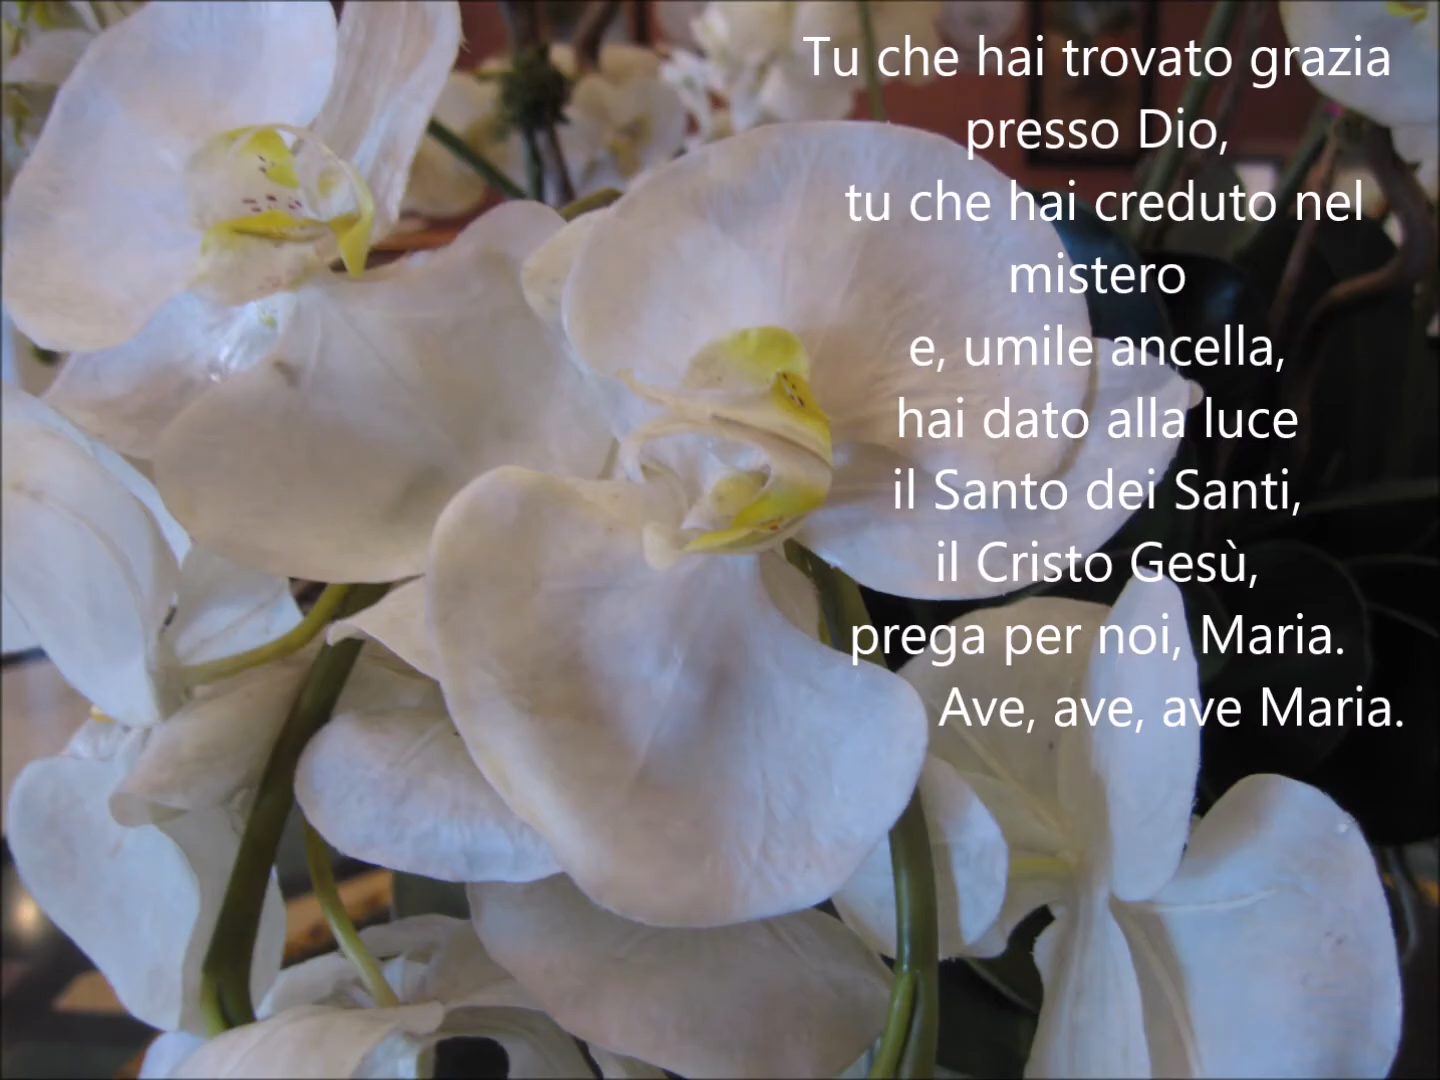 Tu che hai trovato grazia
presso Dio,
tu che hai creduto nel
mistero
e, umile ancella,
hai dato alla luce
il Santo dei Santi,
il Cristo Gesù,
prega per noi, Maria.
Ave, ave, ave Maria.